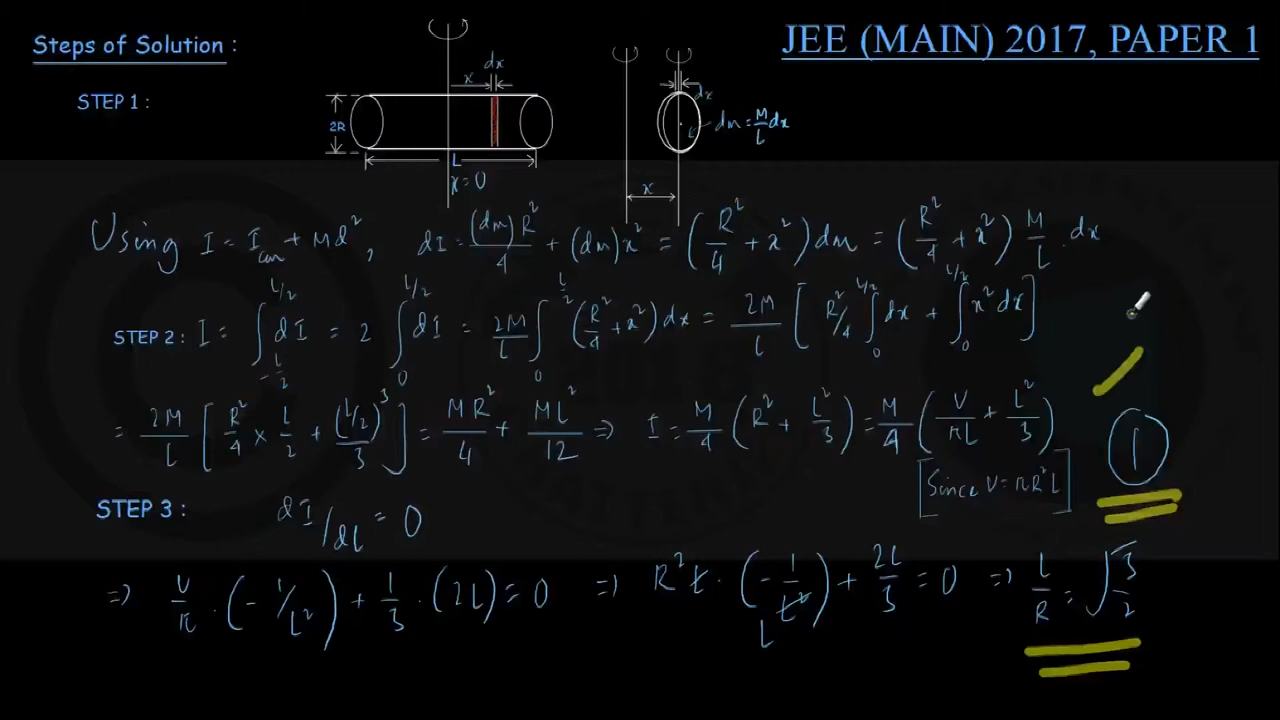 Steps of Solution :
JEE (MAIN) 2017, PAPER 1
STEP 1 :
dx
x
2R
L
x=0
dx
dm = M/L dx
x
Using I = I_cm + Md², dI = (dm)R²/4 + (dm)x² = (R²/4 + x²) dm = (R²/4 + x²) M/L . dx
STEP 2 : I = ∫_{-L/2}^{L/2} dI = 2 ∫_0^{L/2} dI = 2M/L ∫_0^{L/2} (R²/4 + x²) dx = 2M/L [ R²/4 ∫_0^{L/2} dx + ∫_0^{L/2} x² dx ]
= 2M/L [ R²/4 × L/2 + (L/2)³/3 ] = MR²/4 + ML²/12 ⇒ I = M/4 (R² + L²/3) = M/4 (V/πL + L²/3)
[Since V = πR²L]
①
STEP 3 : dI/dL = 0
⇒ V/π . (-1/L²) + 1/3 . (2L) = 0 ⇒ R²L . (-1/L²) + 2L/3 = 0 ⇒ L/R = √(3/2)
L